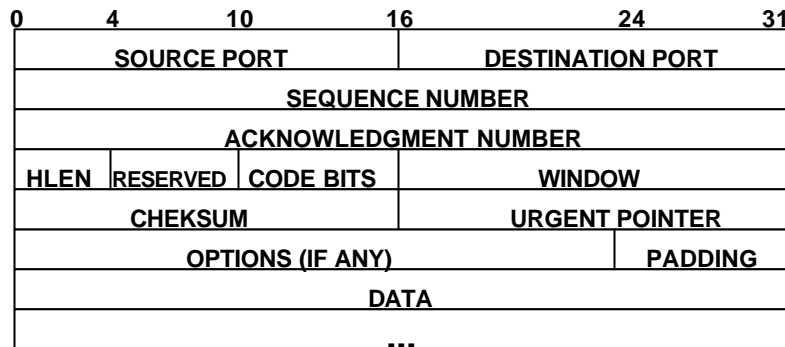 0 4 10 16 24 31
SOURCE PORT DESTINATION PORT
SEQUENCE NUMBER
ACKNOWLEDGMENT NUMBER
HLEN RESERVED CODE BITS WINDOW
CHEKSUM URGENT POINTER
OPTIONS (IF ANY) PADDING
DATA
...